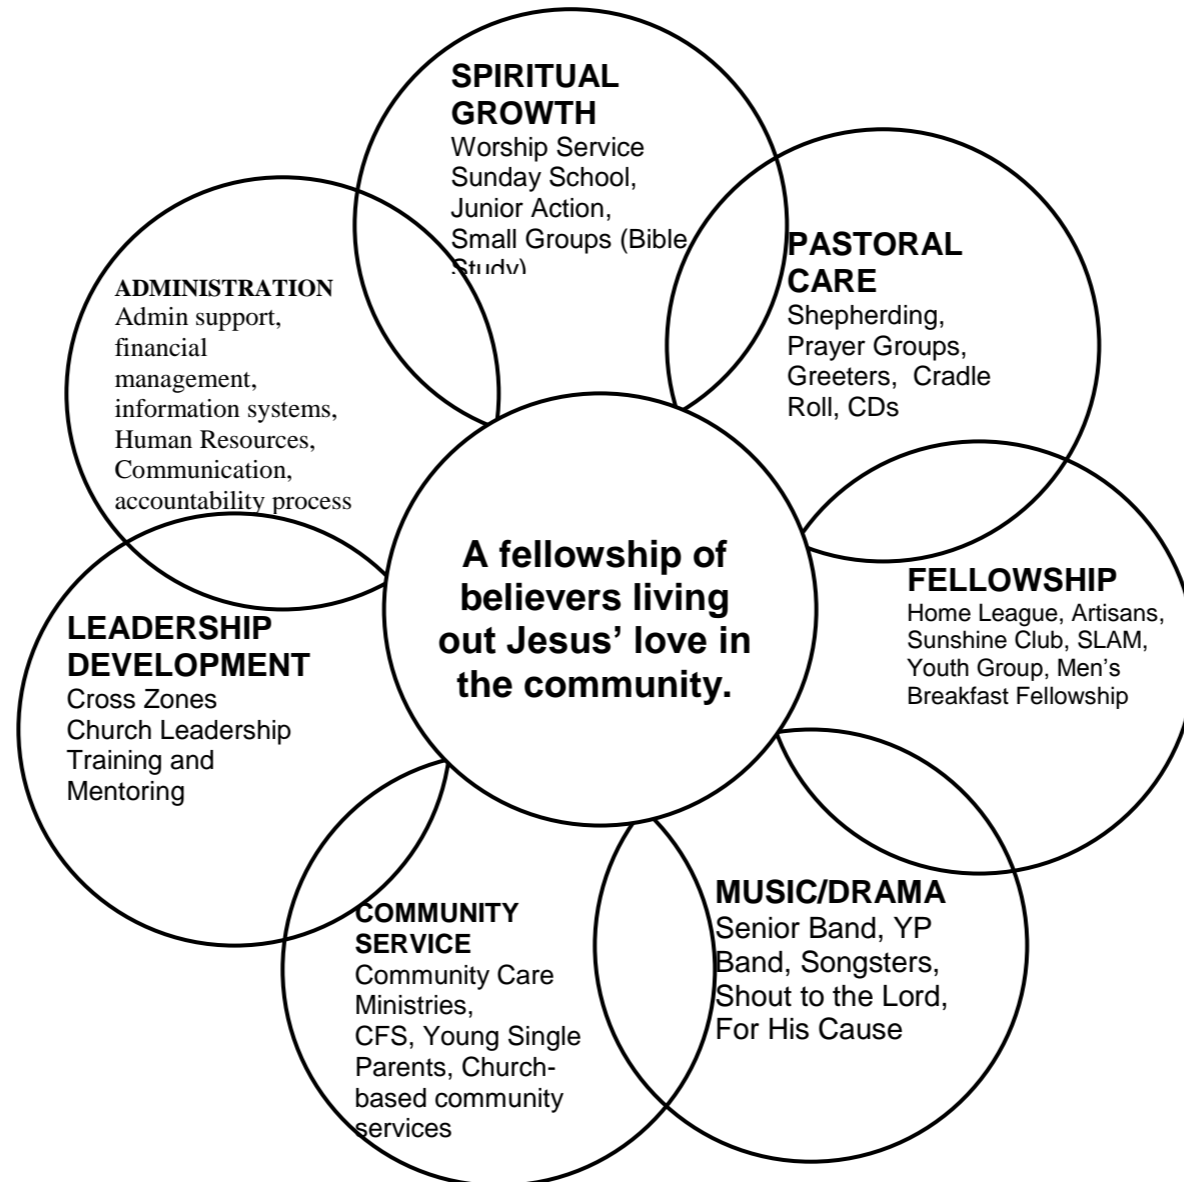 SPIRITUAL
GROWTH
Worship Service
Sunday School,
Junior Action,
Small Groups (Bible
Study)
PASTORAL
CARE
Shepherding,
Prayer Groups,
Greeters, Cradle
Roll, CDs
FELLOWSHIP
Home League, Artisans,
Sunshine Club, SLAM,
Youth Group, Men's
Breakfast Fellowship
MUSIC/DRAMA
Senior Band, YP
Band, Songsters,
Shout to the Lord,
For His Cause
COMMUNITY
SERVICE
Community Care
Ministries,
CFS, Young Single
Parents, Church-
based community
services
LEADERSHIP
DEVELOPMENT
Cross Zones
Church Leadership
Training and
Mentoring
ADMINISTRATION
Admin support,
financial
management,
information systems,
Human Resources,
Communication,
accountability process
A fellowship of
believers living
out Jesus’ love in
the community.